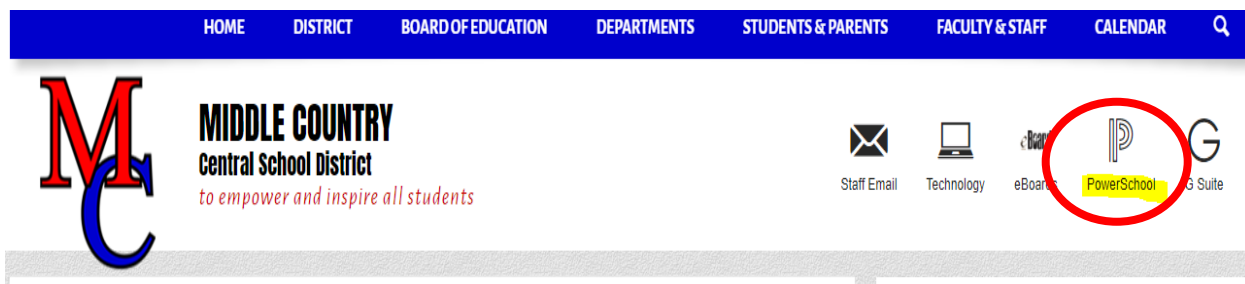 HOME DISTRICT BOARD OF EDUCATION DEPARTMENTS STUDENTS & PARENTS FACULTY & STAFF CALENDAR
MC
MIDDLE COUNTRY
Central School District
to empower and inspire all students
Staff Email Technology eBoards PowerSchool G Suite